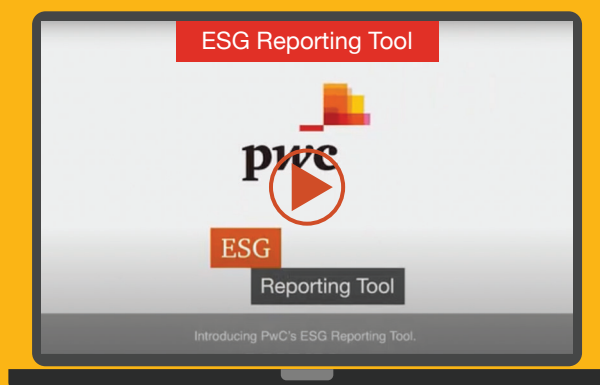 ESG Reporting Tool
pwc
ESG
Reporting Tool
Introducing PwC's ESG Reporting Tool.